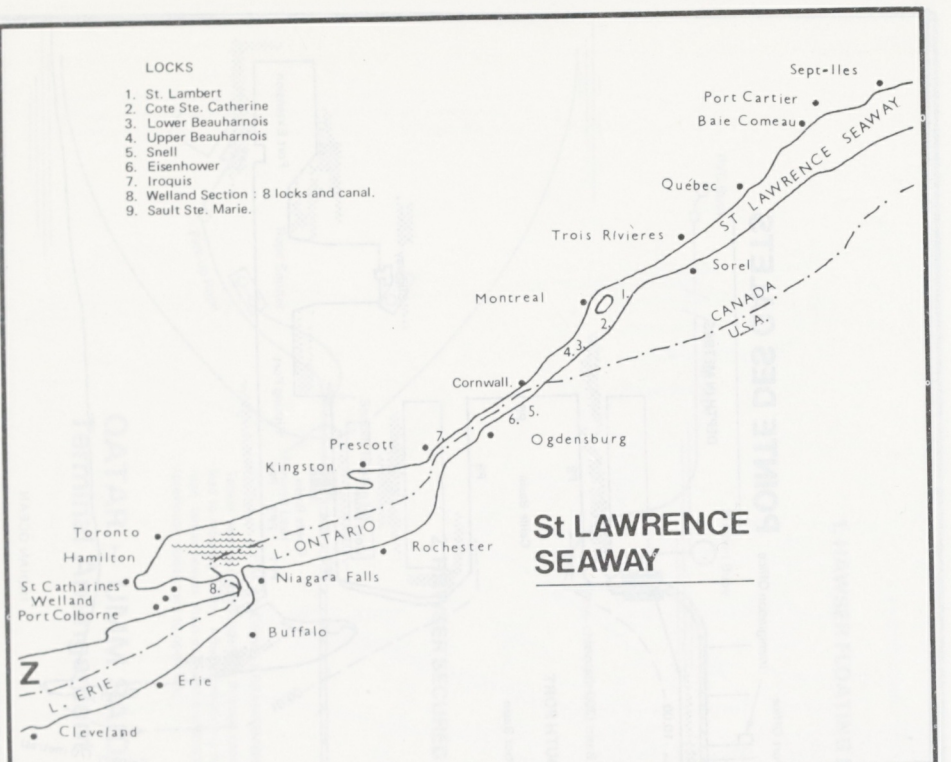 LOCKS
1. St. Lambert
2. Cote Ste. Catherine
3. Lower Beauharnois
4. Upper Beauharnois
5. Snell
6. Eisenhower
7. Iroquis
8. Welland Section : 8 locks and canal.
9. Sault Ste. Marie.
Sept-Iles
Port Cartier
Baie Comeau
ST LAWRENCE SEAWAY
Québec
Trois Rivières
Sorel
Montreal
1.
2.
4. 3.
CANADA
U.S.A.
Cornwall.
5.
6.
7.
Ogdensburg
Prescott
Kingston
St LAWRENCE
SEAWAY
Toronto
L. ONTARIO
Rochester
Hamilton
St Catharines
8.
Niagara Falls
Welland
Port Colborne
Buffalo
Z
L. ERIE
Erie
Cleveland